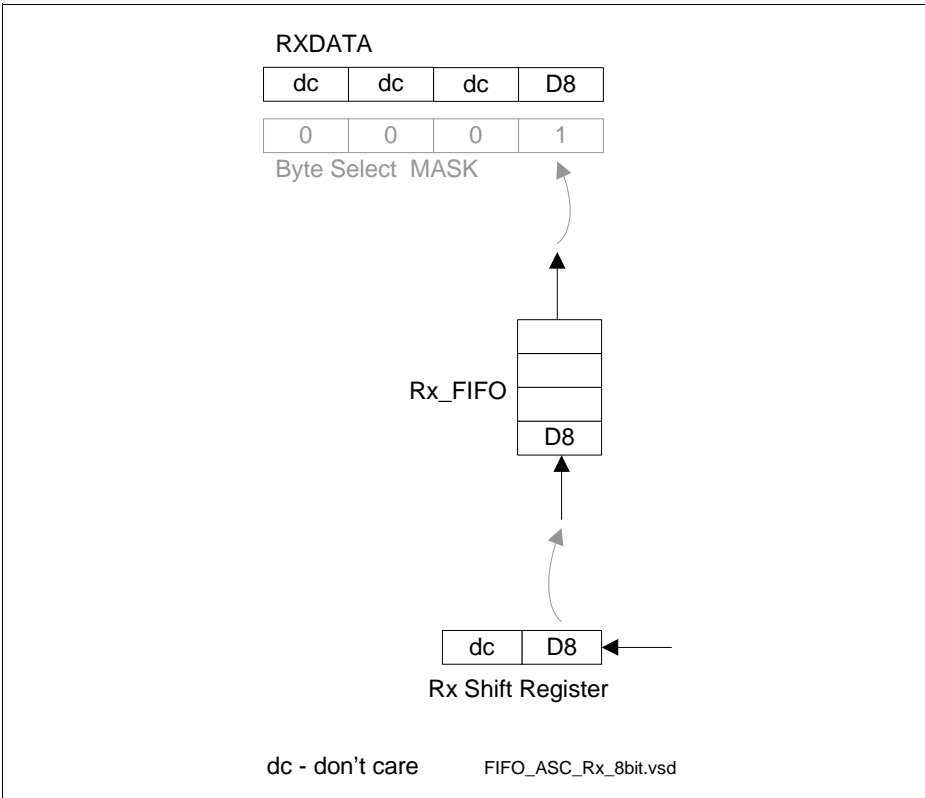 RXDATA
dc dc dc D8
0 0 0 1
Byte Select MASK
Rx_FIFO
D8
dc D8
Rx Shift Register
dc - don't care FIFO_ASC_Rx_8bit.vsd